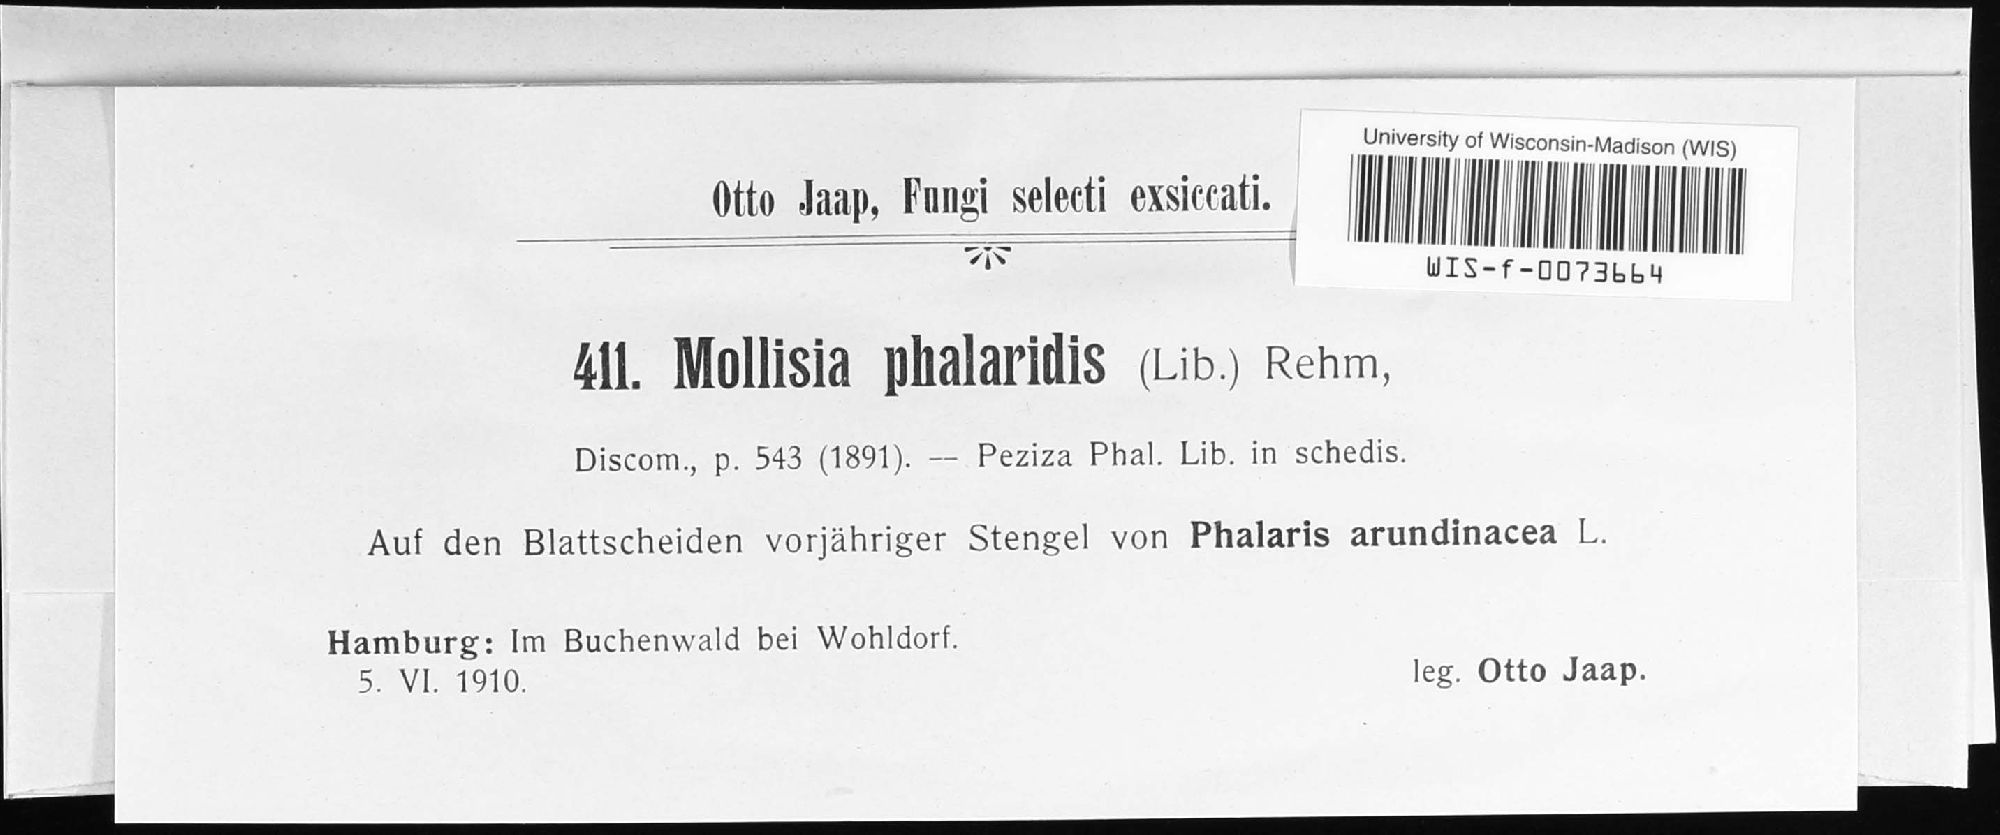 University of Wisconsin-Madison (WIS)
WIS-f-0073664
Otto Jaap, Fungi selecti exsiccati.
411. Mollisia phalaridis (Lib.) Rehm,
Discom., p. 543 (1891). — Peziza Phal. Lib. in schedis.
Auf den Blattscheiden vorjähriger Stengel von Phalaris arundinacea L.
Hamburg: Im Buchenwald bei Wohldorf.
5. VI. 1910.
leg. Otto Jaap.